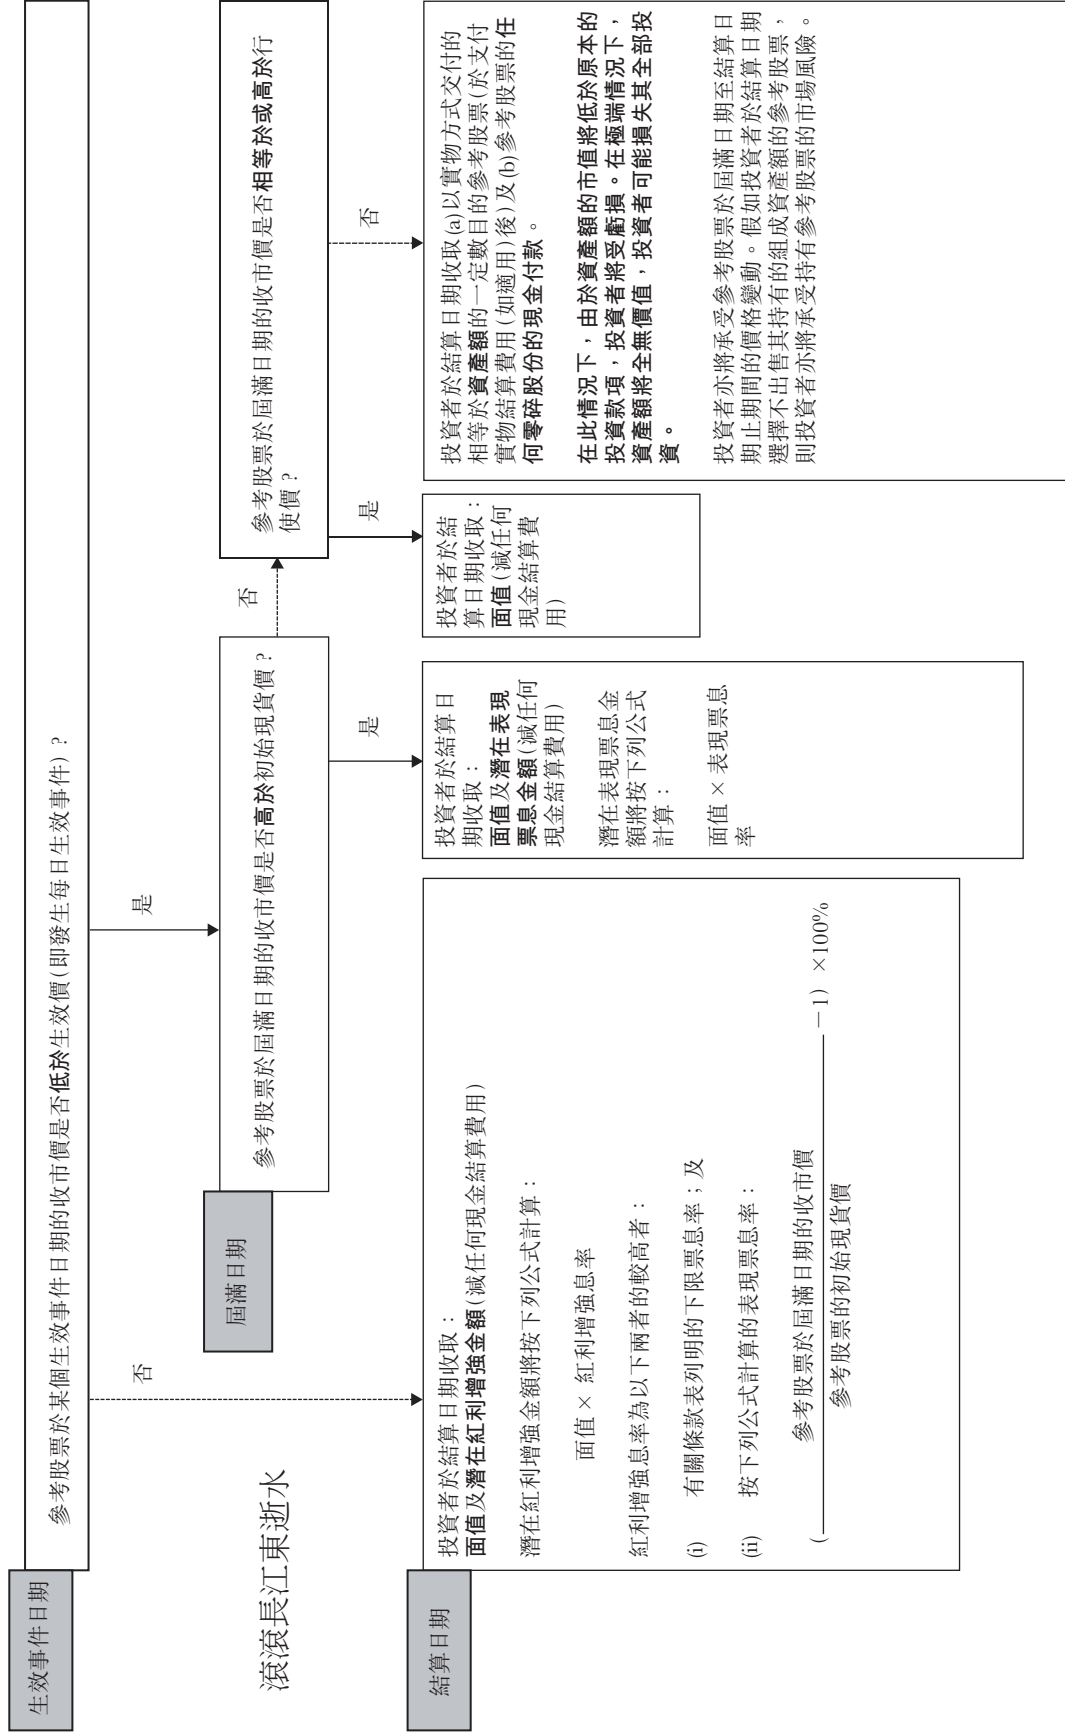 生效事件日期
參考股票於某個生效事件日期的收市價是否低於生效價(即發生每日生效事件)?
否
是
滾滾長江東逝水
屆滿日期
參考股票於屆滿日期的收市價是否高於初始現貨價?
否
是
參考股票於屆滿日期的收市價是否相等於或高於行
使價?
是
否
結算日期
投資者於結算日期收取:
面值及潛在紅利增強金額(減任何現金結算費用)
潛在紅利增強金額將按下列公式計算:
面值 × 紅利增強息率
紅利增強息率為以下兩者的較高者:
(i) 有關條款表列明的下限票息率;及
(ii) 按下列公式計算的表現票息率:
參考股票於屆滿日期的收市價
( —1) ×100%
參考股票的初始現貨價
投資者於結算日
期收取:
面值及潛在表現
票息金額(減任何
現金結算費用)
潛在表現票息金
額將按下列公式
計算:
面值 × 表現票息
率
投資者於結
算日期收取:
面值(減任何
現金結算費
用)
投資者於結算日期收取(a)以實物方式交付的
相等於資產額的一定數目的參考股票(於支付
實物結算費用(如適用)後)及(b)參考股票的任
何零碎股份的現金付款。
在此情況下,由於資產額的市值將低於原本的
投資款項,投資者將受虧損。在極端情況下,
資產額將全無價值,投資者可能損失其全部投
資。
投資者亦將承受參考股票於屆滿日期至結算日
期止期間的價格變動。假如投資者於結算日期
選擇不出售其持有的組成資產額的參考股票,
則投資者亦將承受持有參考股票的市場風險。